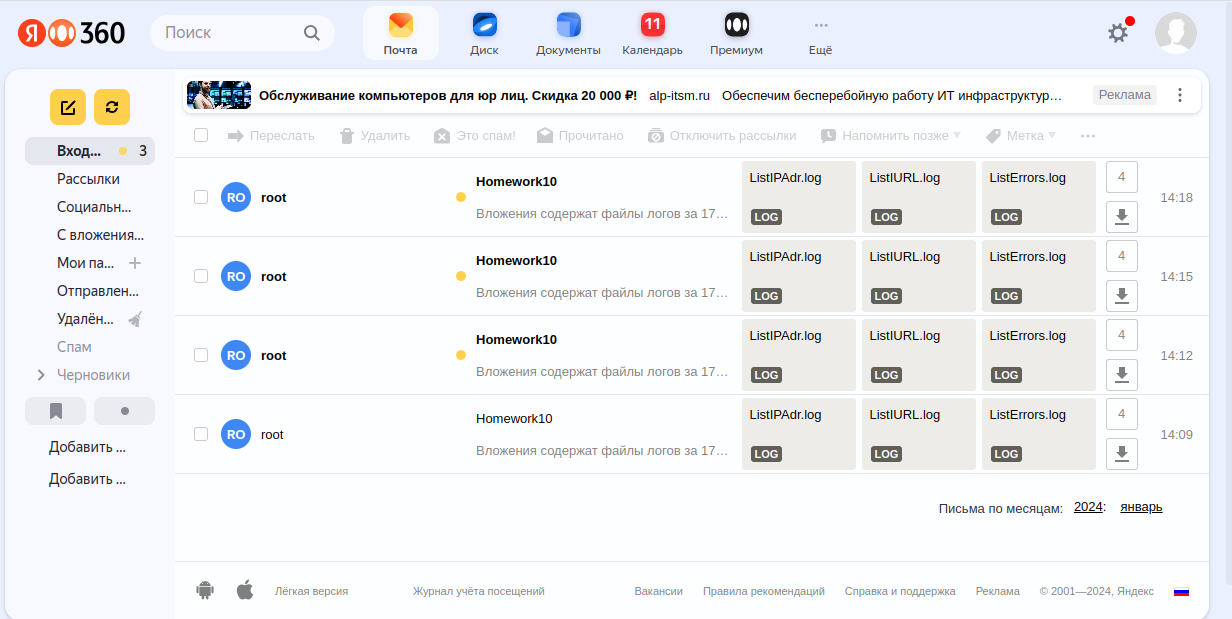 Я 360
Поиск
Почта
Диск
Документы
11
Календарь
Премиум
Ещё
Обслуживание компьютеров для юр лиц. Скидка 20 000 ₽! alp-itsm.ru Обеспечим бесперебойную работу ИТ инфраструктур… Реклама
Переслать Удалить Это спам! Прочитано Отключить рассылки Напомнить позже Метка
Вход... 3
Рассылки
Социальн...
С вложения...
Мои па...
Отправлен...
Удалён...
Спам
Черновики
Добавить ...
Добавить ...
RO root Homework10 ListIPAdr.log ListIURL.log ListErrors.log 4 14:18
Вложения содержат файлы логов за 17… LOG LOG LOG
RO root Homework10 ListIPAdr.log ListIURL.log ListErrors.log 4 14:15
Вложения содержат файлы логов за 17… LOG LOG LOG
RO root Homework10 ListIPAdr.log ListIURL.log ListErrors.log 4 14:12
Вложения содержат файлы логов за 17… LOG LOG LOG
RO root Homework10 ListIPAdr.log ListIURL.log ListErrors.log 4 14:09
Вложения содержат файлы логов за 17… LOG LOG LOG
Письма по месяцам: 2024: январь
Лёгкая версия Журнал учёта посещений Вакансии Правила рекомендаций Справка и поддержка Реклама © 2001—2024, Яндекс